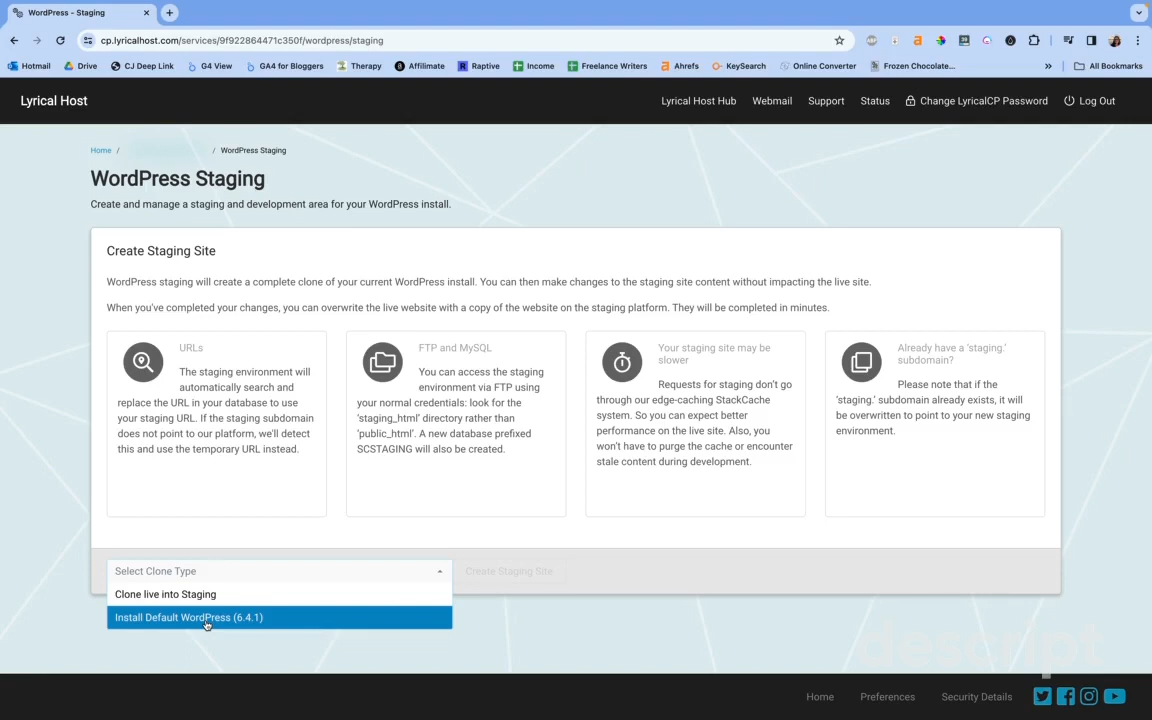 WordPress - Staging
cp.lyricalhost.com/services/9f922864471c350f/wordpress/staging
Hotmail Drive CJ Deep Link G4 View GA4 for Bloggers Therapy Affilimate Raptive Income Freelance Writers Ahrefs KeySearch Online Converter Frozen Chocolate... » All Bookmarks
Lyrical Host
Lyrical Host Hub Webmail Support Status Change LyricalCP Password Log Out
Home / / WordPress Staging
WordPress Staging
Create and manage a staging and development area for your WordPress install.
Create Staging Site
WordPress staging will create a complete clone of your current WordPress install. You can then make changes to the staging site content without impacting the live site.
When you've completed your changes, you can overwrite the live website with a copy of the website on the staging platform. They will be completed in minutes.
URLs
The staging environment will
automatically search and
replace the URL in your database to use
your staging URL. If the staging subdomain
does not point to our platform, we'll detect
this and use the temporary URL instead.
FTP and MySQL
You can access the staging
environment via FTP using
your normal credentials: look for the
'staging_html' directory rather than
'public_html'. A new database prefixed
SCSTAGING will also be created.
Your staging site may be
slower
Requests for staging don't go
through our edge-caching StackCache
system. So you can expect better
performance on the live site. Also, you
won't have to purge the cache or encounter
stale content during development.
Already have a 'staging.'
subdomain?
Please note that if the
'staging.' subdomain already exists, it will
be overwritten to point to your new staging
environment.
Select Clone Type
Create Staging Site
Clone live into Staging
Install Default WordPress (6.4.1)
descript
Home Preferences Security Details